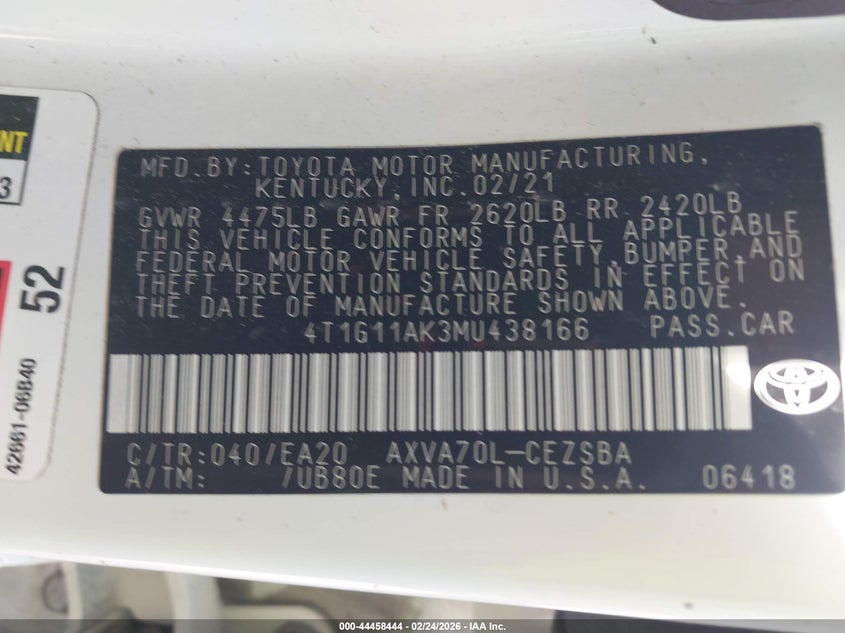 NT
3
52
42661-06B40
MFD.BY:TOYOTA MOTOR MANUFACTURING,
KENTUCKY,INC.02/21
GVWR 4475LB GAWR FR 2620LB RR 2420LB
THIS VEHICLE CONFORMS TO ALL APPLICABLE
FEDERAL MOTOR VEHICLE SAFETY,BUMPER,AND
THEFT PREVENTION STANDARDS IN EFFECT ON
THE DATE OF MANUFACTURE SHOWN ABOVE.
4T1G11AK3MU438166 PASS.CAR
C/TR:040/EA20 AXVA70L-CEZSBA
A/TM: /UB80E MADE IN U.S.A. 06418
000-44458444 - 02/24/2026 - IAA Inc.